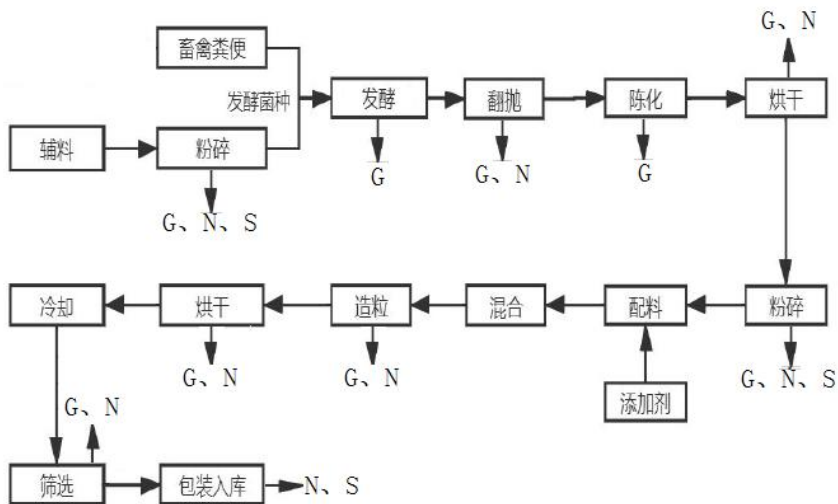 畜禽粪便
G、N
发酵菌种
发酵
翻抛
陈化
烘干
辅料
粉碎
G
G、N
G
G、N、S
冷却
烘干
造粒
混合
配料
粉碎
G、N
G、N
G、N、S
添加剂
G、N
筛选
包装入库
N、S